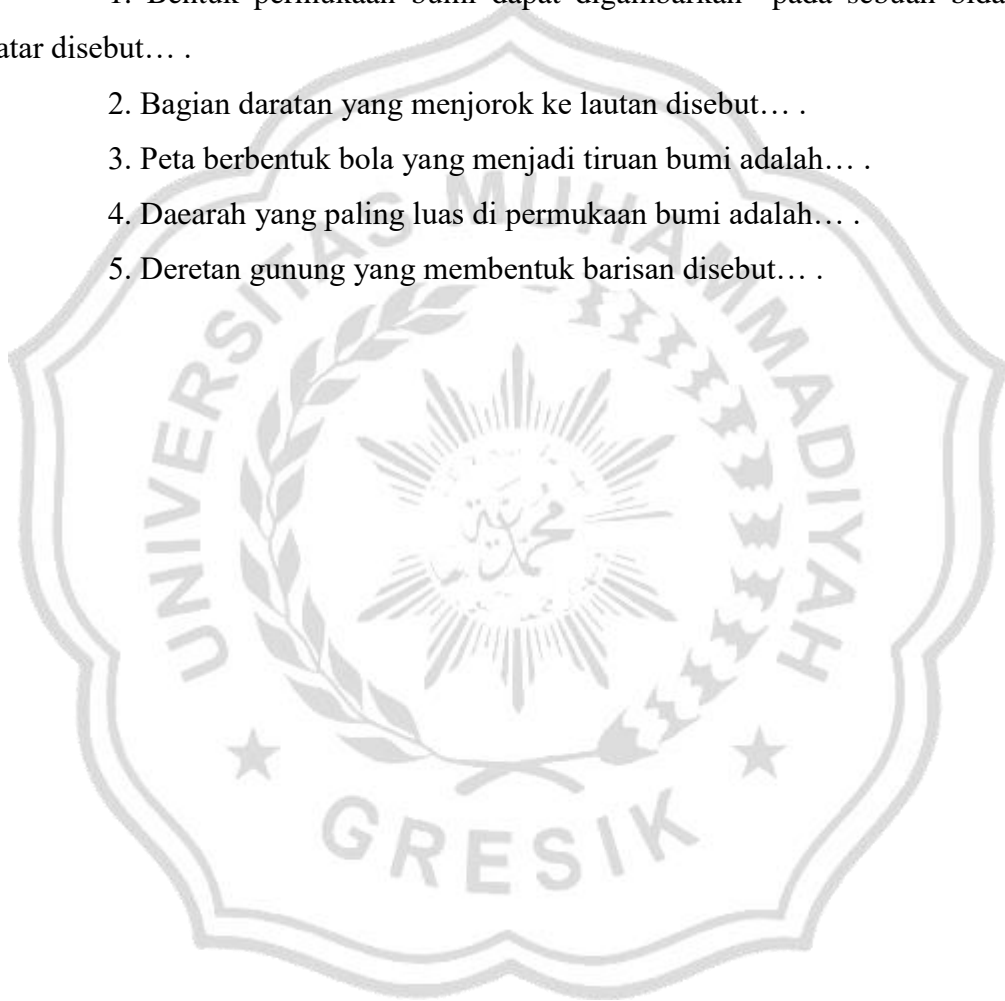 1. Bentuk permukaan bumi dapat digambarkan pada sebuah
disebut… .
2. Bagian daratan yang menjorok ke lautan disebut… .
3. Peta berbentuk bola yang menjadi tiruan bumi adalah… .
4. Daearah yang paling luas di permukaan bumi adalah… .
5. Deretan gunung yang membentuk barisan disebut… .
UNIVERSITAS MUHAMMADIYAH
GRESIK